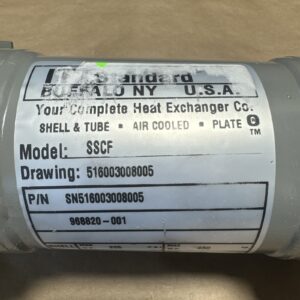 Standard
BUFFALO NY U.S.A.
Your Complete Heat Exchanger Co.
SHELL & TUBE • AIR COOLED • PLATE G
TM
Model: SSCF
Drawing: 516003008005
P/N SN516003008005
968820-001